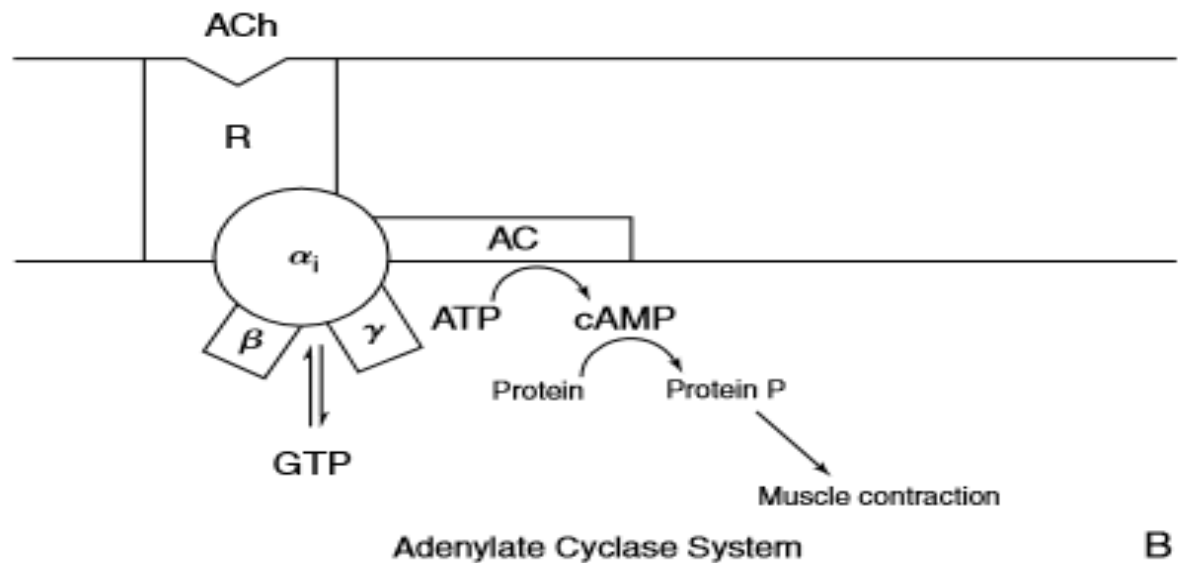 ACh
R
αi
AC
β
γ
ATP
cAMP
Protein
Protein P
GTP
Muscle contraction
Adenylate Cyclase System
B